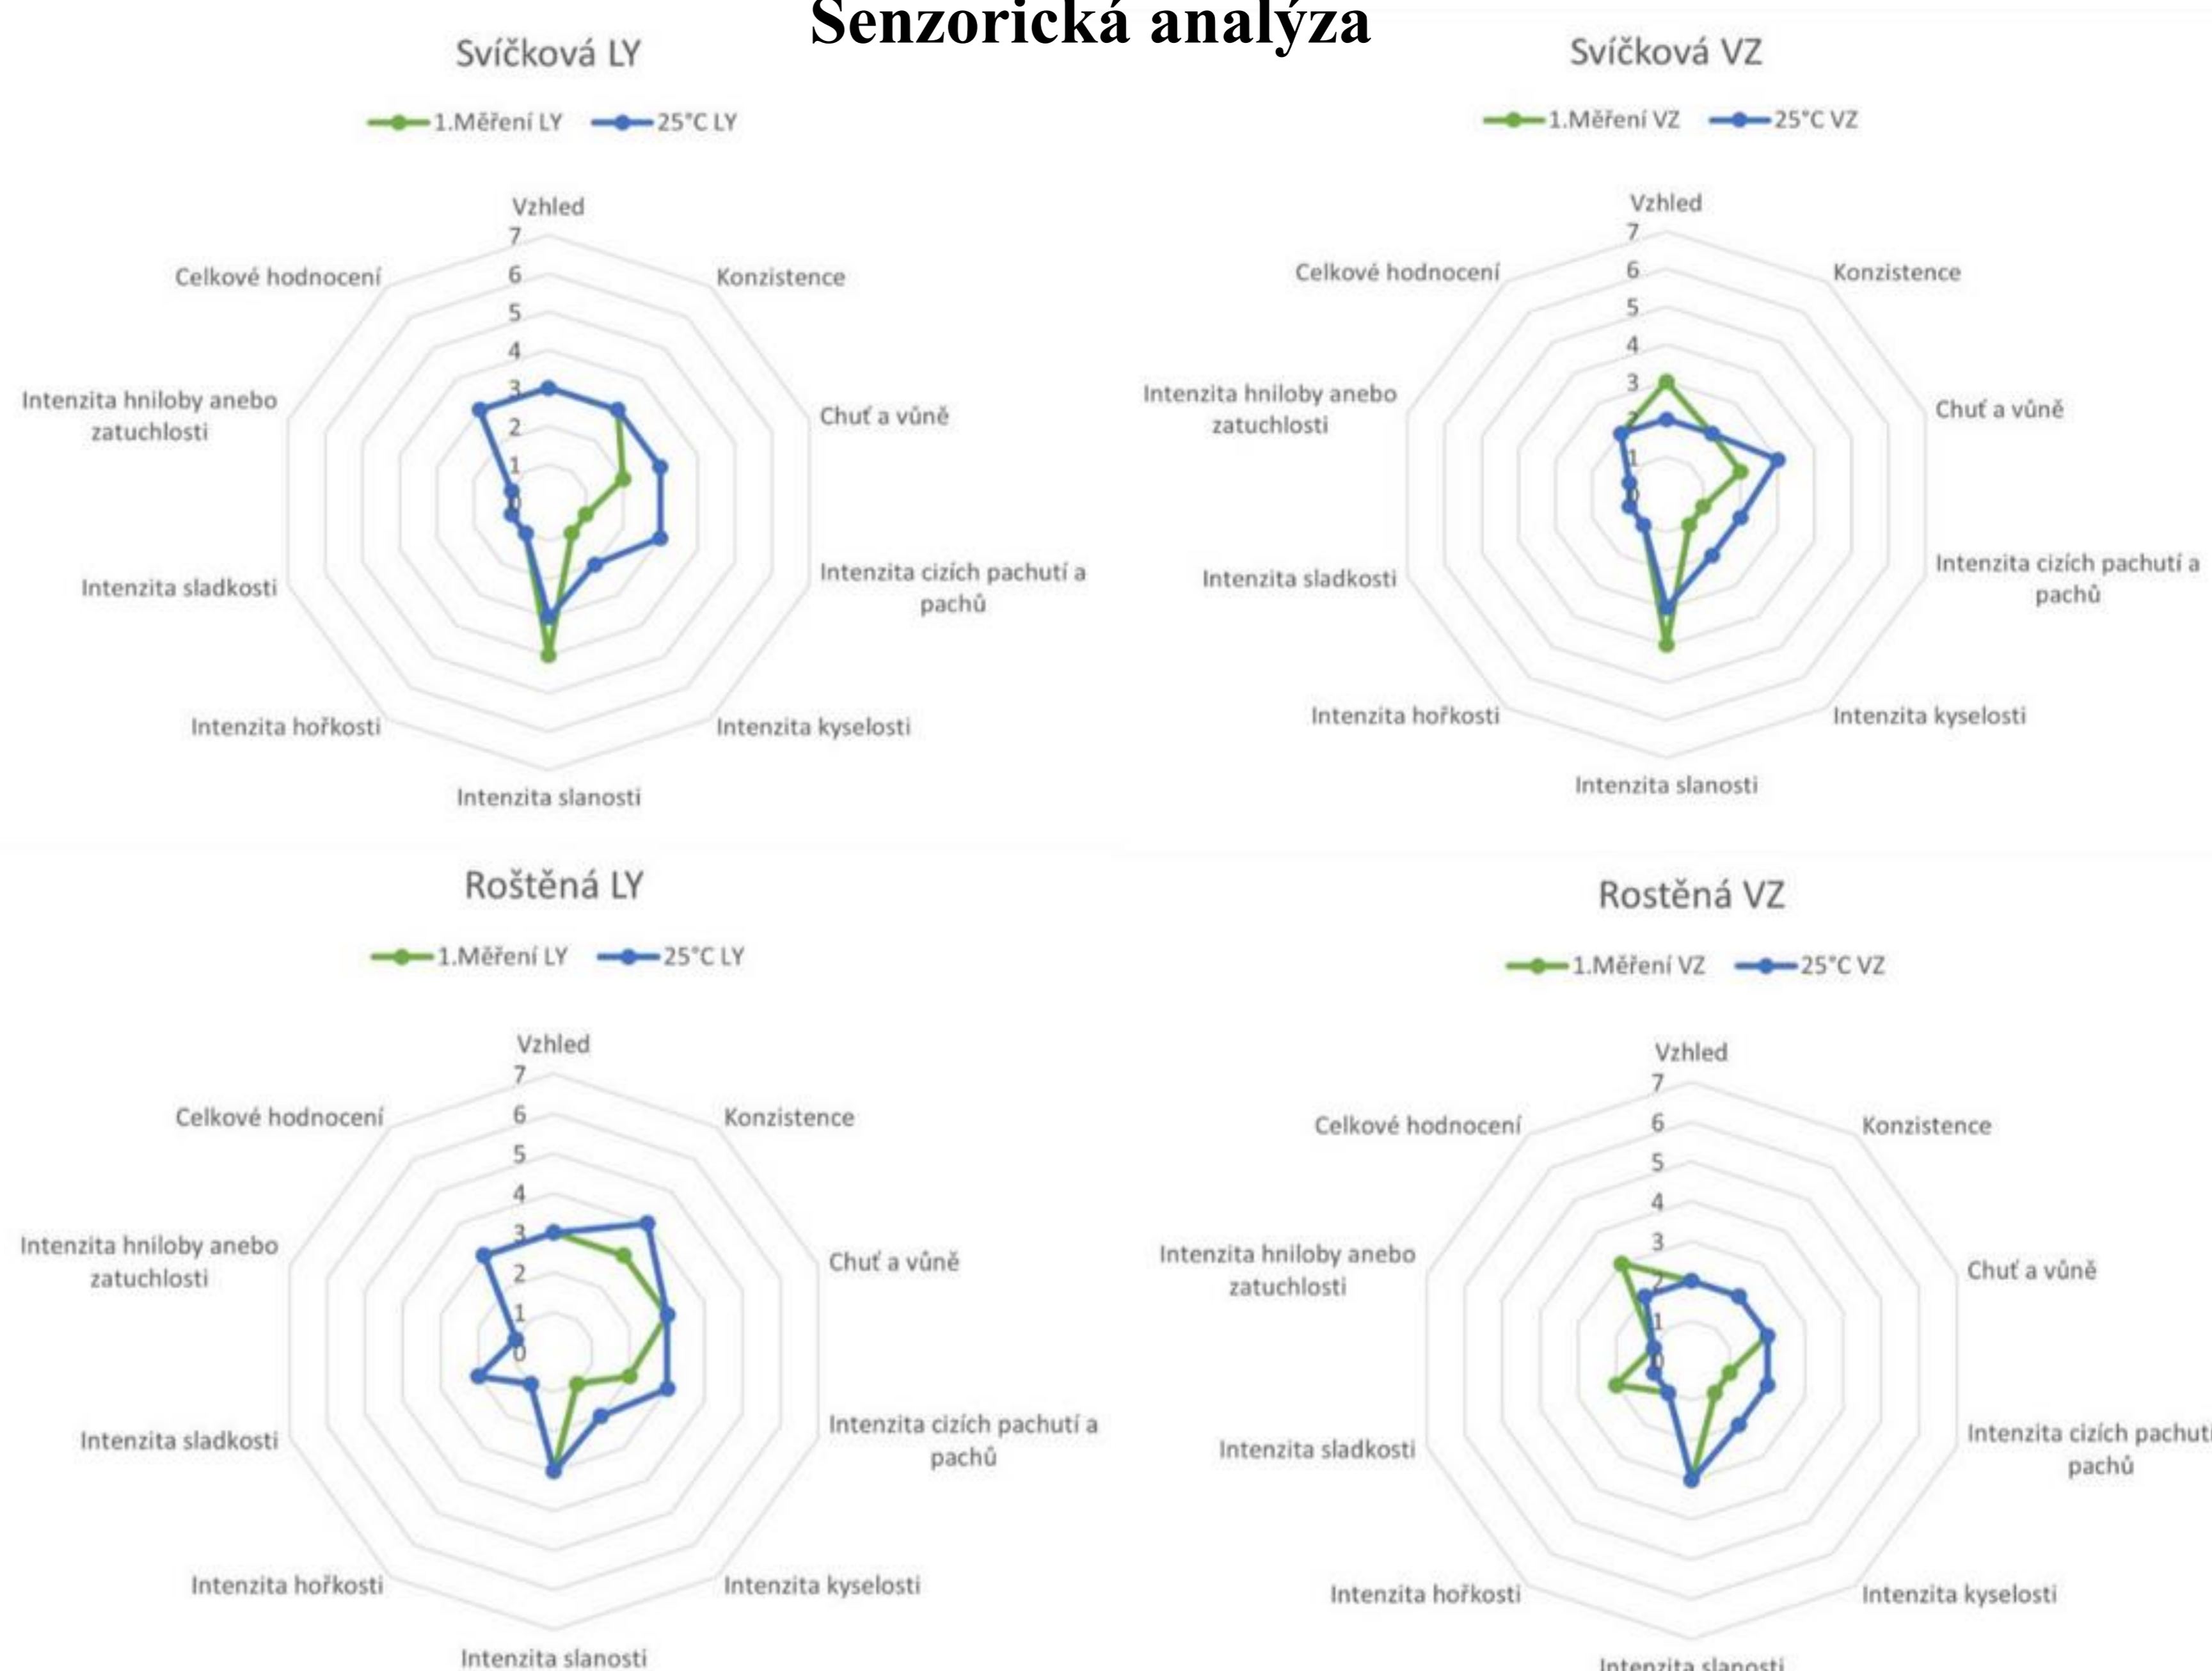 Senzorická analýza
Svíčková LY
1.Měření LY 25°C LY
Vzhled
7
6
5
4
3
2
1
0
Konzistence
Chuť a vůně
Intenzita cizích pachutí a
pachů
Intenzita kyselosti
Intenzita slanosti
Intenzita hořkosti
Intenzita sladkosti
Intenzita hniloby anebo
zatuchlosti
Celkové hodnocení
Svíčková VZ
1.Měření VZ 25°C VZ
Vzhled
7
6
5
4
3
2
1
0
Konzistence
Chuť a vůně
Intenzita cizích pachutí a
pachů
Intenzita kyselosti
Intenzita slanosti
Intenzita hořkosti
Intenzita sladkosti
Intenzita hniloby anebo
zatuchlosti
Celkové hodnocení
Roštěná LY
1.Měření LY 25°C LY
Vzhled
7
6
5
4
3
2
1
0
Konzistence
Chuť a vůně
Intenzita cizích pachutí a
pachů
Intenzita kyselosti
Intenzita slanosti
Intenzita hořkosti
Intenzita sladkosti
Intenzita hniloby anebo
zatuchlosti
Celkové hodnocení
Rostěná VZ
1.Měření VZ 25°C VZ
Vzhled
7
6
5
4
3
2
1
0
Konzistence
Chuť a vůně
Intenzita cizích pachutí
pachů
Intenzita kyselosti
Intenzita slanosti
Intenzita hořkosti
Intenzita sladkosti
Intenzita hniloby anebo
zatuchlosti
Celkové hodnocení